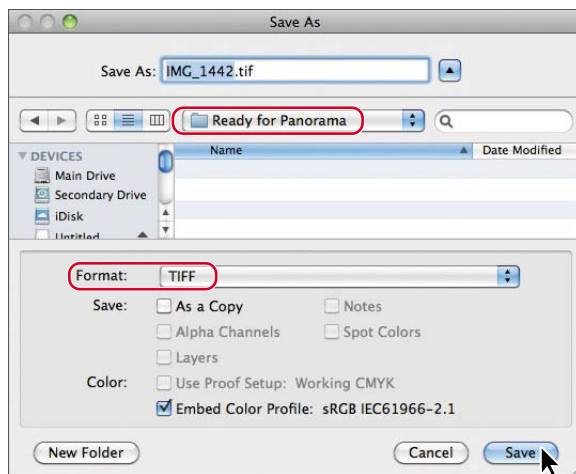 Save As
Save As: IMG_1442.tif
Ready for Panorama
Name Date Modified
DEVICES
Main Drive
Secondary Drive
iDisk
Untitled
Format: TIFF
Save: As a Copy Notes
Alpha Channels Spot Colors
Layers
Color: Use Proof Setup: Working CMYK
Embed Color Profile: sRGB IEC61966-2.1
New Folder Cancel Save